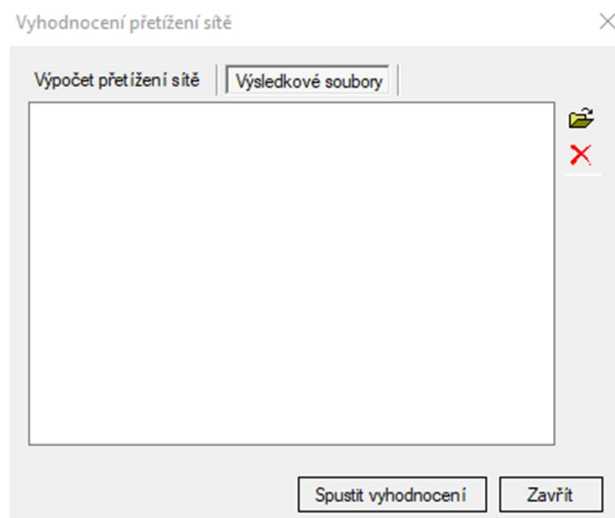 Vyhodnocení přetížení sítě
Výpočet přetížení sítě Výsledkové soubory
Spustit vyhodnocení Zavřít